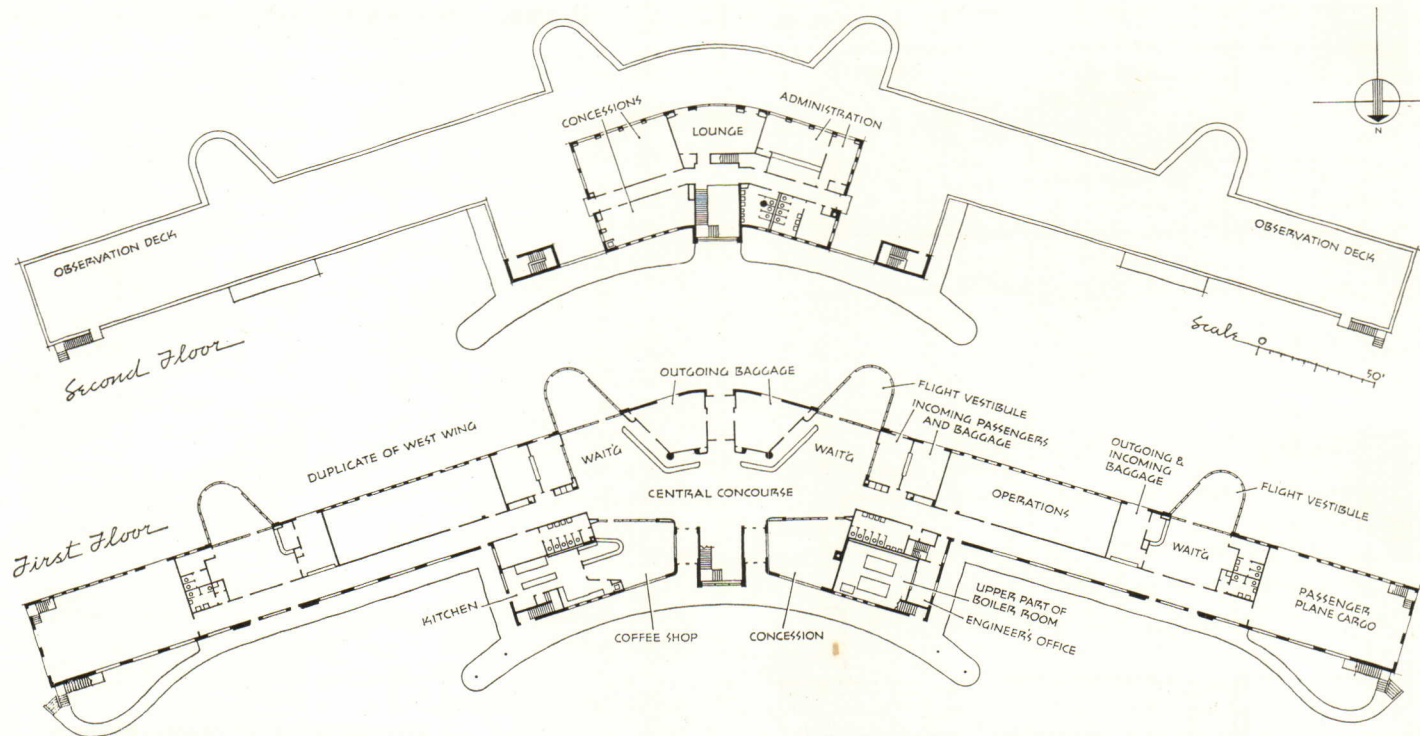 CONCESSIONS
LOUNGE
ADMINISTRATION
N
OBSERVATION DECK
OBSERVATION DECK
Second Floor
Scale
0
50'
OUTGOING BAGGAGE
FLIGHT VESTIBULE
INCOMING PASSENGERS
AND BAGGAGE
DUPLICATE OF WEST WING
WAIT'G
WAIT'G
OUTGOING &
INCOMING
BAGGAGE
FLIGHT VESTIBULE
CENTRAL CONCOURSE
OPERATIONS
First Floor
WAIT'G
PASSENGER
PLANE CARGO
KITCHEN
UPPER PART OF
BOILER ROOM
ENGINEER'S OFFICE
COFFEE SHOP
CONCESSION